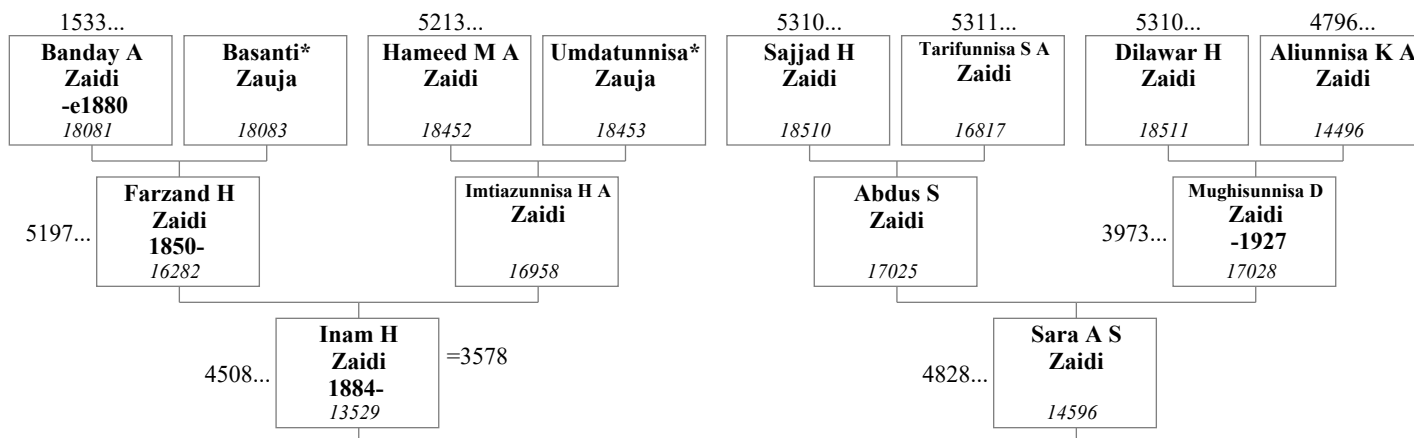 1533... 5213... 5310... 5311... 5310... 4796...
Banday A
Zaidi
-e1880
18081
Basanti*
Zauja
18083
Hameed M A
Zaidi
18452
Umdatunnisa*
Zauja
18453
Sajjad H
Zaidi
18510
Tarifunnisa S A
Zaidi
16817
Dilawar H
Zaidi
18511
Aliunnisa K A
Zaidi
14496
5197...
Farzand H
Zaidi
1850-
16282
Imtiazunnisa H A
Zaidi
16958
Abdus S
Zaidi
17025
3973...
Mughisunnisa D
Zaidi
-1927
17028
4508...
Inam H
Zaidi
1884-
13529
=3578
4828...
Sara A S
Zaidi
14596